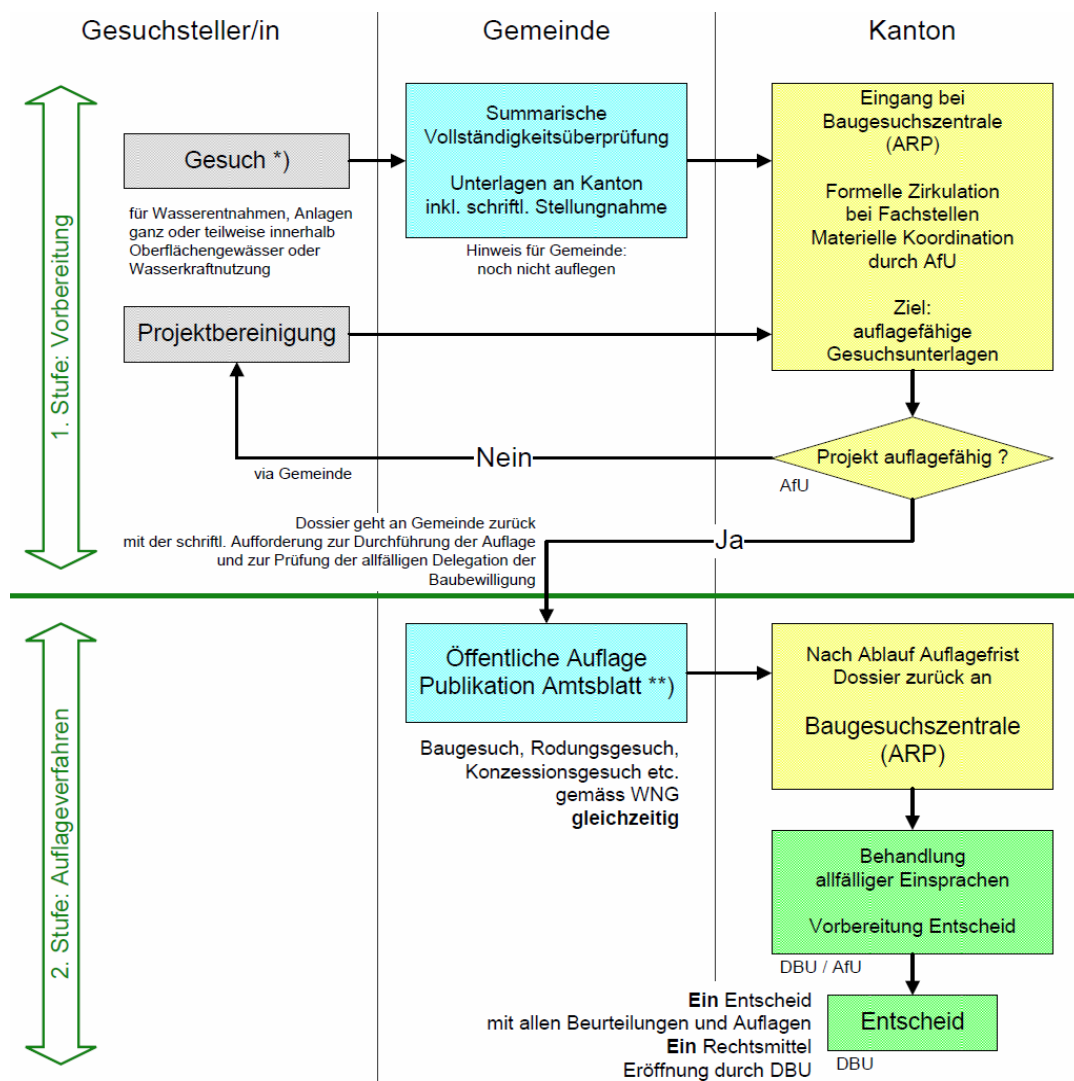 Gesuchsteller/in
Gemeinde
Kanton
1. Stufe: Vorbereitung
Gesuch *)
für Wasserentnahmen, Anlagen
ganz oder teilweise innerhalb
Oberflächengewässer oder
Wasserkraftnutzung
Summarische
Vollständigkeitsüberprüfung
Unterlagen an Kanton
inkl. schriftl. Stellungnahme
Hinweis für Gemeinde:
noch nicht auflegen
Eingang bei
Baugesuchszentrale
(ARP)
Formelle Zirkulation
bei Fachstellen
Materielle Koordination
durch AfU
Ziel:
auflagefähige
Gesuchsunterlagen
Projektbereinigung
Projekt auflagefähig ?
AfU
Nein
via Gemeinde
Ja
Dossier geht an Gemeinde zurück
mit der schriftl. Aufforderung zur Durchführung der Auflage
und zur Prüfung der allfälligen Delegation der
Baubewilligung
2. Stufe: Auflageverfahren
Öffentliche Auflage
Publikation Amtsblatt **)
Baugesuch, Rodungsgesuch,
Konzessionsgesuch etc.
gemäss WNG
gleichzeitig
Nach Ablauf Auflagefrist
Dossier zurück an
Baugesuchszentrale
(ARP)
Behandlung
allfälliger Einsprachen
Vorbereitung Entscheid
DBU / AfU
Ein Entscheid
mit allen Beurteilungen und Auflagen
Ein Rechtsmittel
Eröffnung durch DBU
Entscheid
DBU